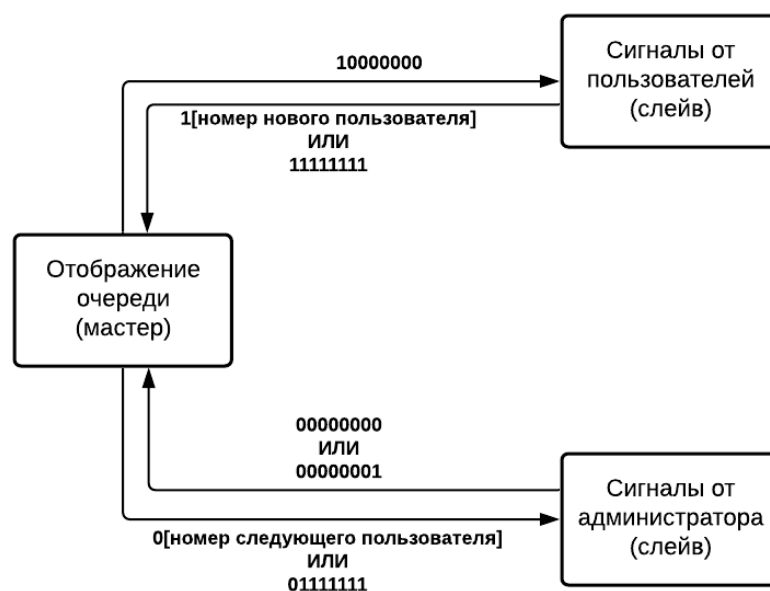 10000000
Сигналы от
пользователей
(слейв)
1[номер нового пользователя]
ИЛИ
11111111
Отображение
очереди
(мастер)
00000000
ИЛИ
00000001
Сигналы от
администратора
(слейв)
0[номер следующего пользователя]
ИЛИ
01111111